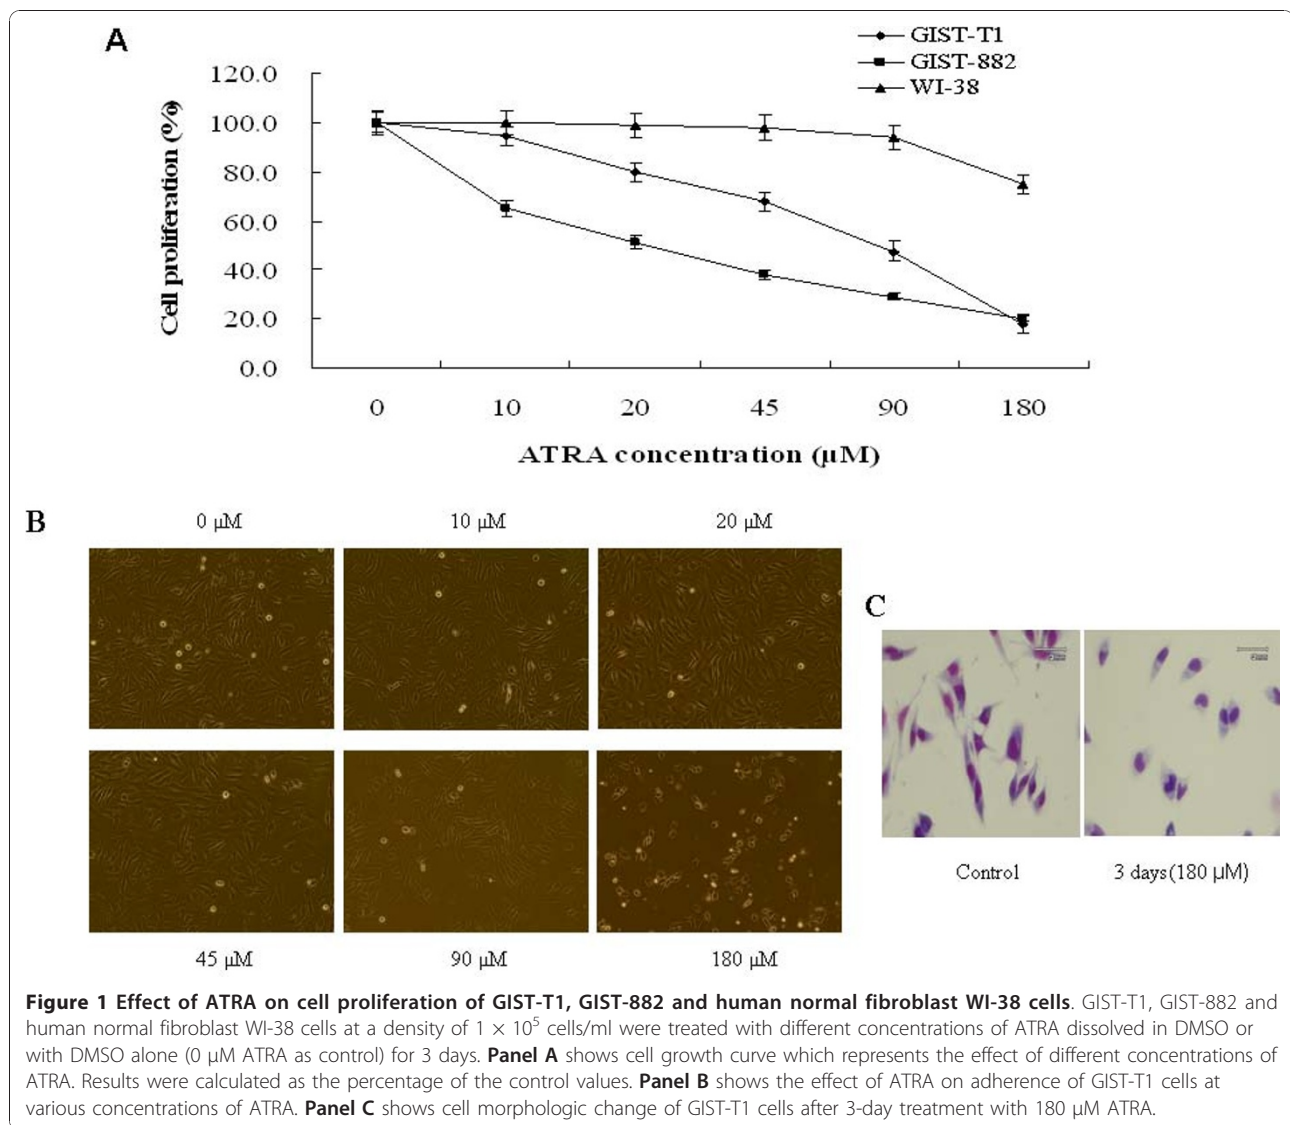 A
GIST-T1
GIST-882
WI-38
120.0
100.0
80.0
60.0
40.0
20.0
0.0
Cell proliferation (%)
0 10 20 45 90 180
ATRA concentration (μM)
B
0 μM 10 μM 20 μM
45 μM 90 μM 180 μM
C
Control 3 days (180 μM)
Figure 1 Effect of ATRA on cell proliferation of GIST-T1, GIST-882 and human normal fibroblast WI-38 cells. GIST-T1, GIST-882 and
human normal fibroblast WI-38 cells at a density of 1 × 10⁵ cells/ml were treated with different concentrations of ATRA dissolved in DMSO or
with DMSO alone (0 μM ATRA as control) for 3 days. Panel A shows cell growth curve which represents the effect of different concentrations of
ATRA. Results were calculated as the percentage of the control values. Panel B shows the effect of ATRA on adherence of GIST-T1 cells at
various concentrations of ATRA. Panel C shows cell morphologic change of GIST-T1 cells after 3-day treatment with 180 μM ATRA.